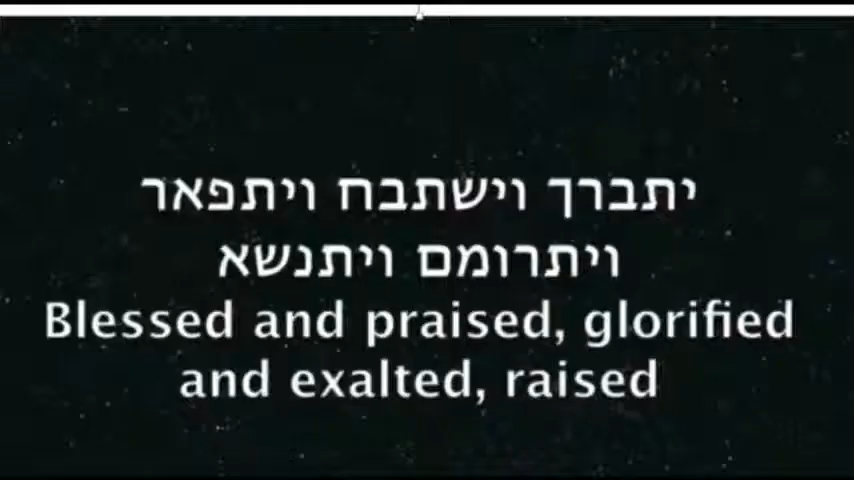 יתברך וישתבח ויתפאר
ויתרומם ויתנשא
Blessed and praised, glorified
and exalted, raised